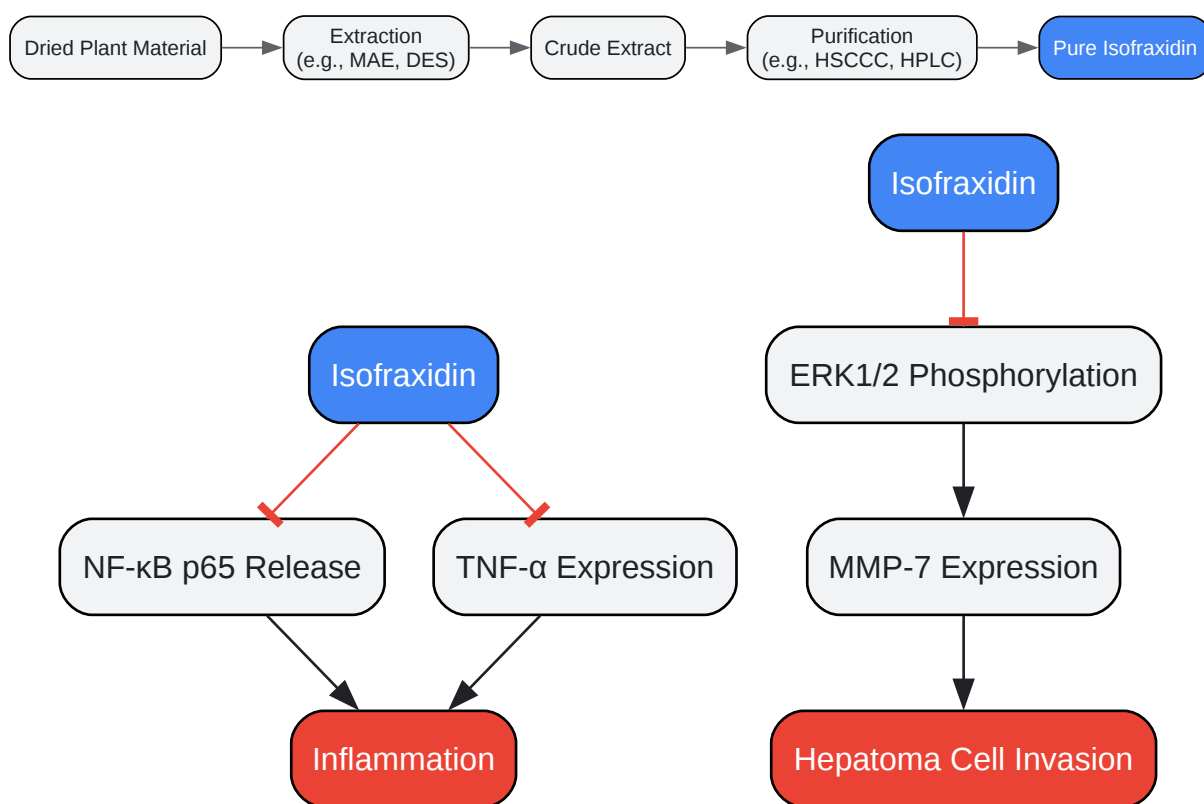 Dried Plant Material
Extraction
(e.g., MAE, DES)
Crude Extract
Purification
(e.g., HSCCC, HPLC)
Pure Isofraxidin
Isofraxidin
NF-κB p65 Release
TNF-α Expression
Inflammation
Isofraxidin
ERK1/2 Phosphorylation
MMP-7 Expression
Hepatoma Cell Invasion